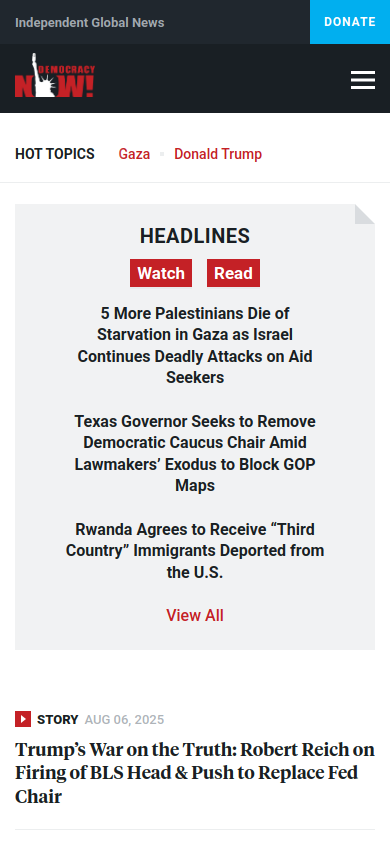 Independent Global News
DONATE
DEMOCRACY
NOW!
HOT TOPICS
Gaza
Donald Trump
HEADLINES
Watch
Read
5 More Palestinians Die of
Starvation in Gaza as Israel
Continues Deadly Attacks on Aid
Seekers
Texas Governor Seeks to Remove
Democratic Caucus Chair Amid
Lawmakers’ Exodus to Block GOP
Maps
Rwanda Agrees to Receive “Third
Country” Immigrants Deported from
the U.S.
View All
STORY AUG 06, 2025
Trump’s War on the Truth: Robert Reich on
Firing of BLS Head & Push to Replace Fed
Chair